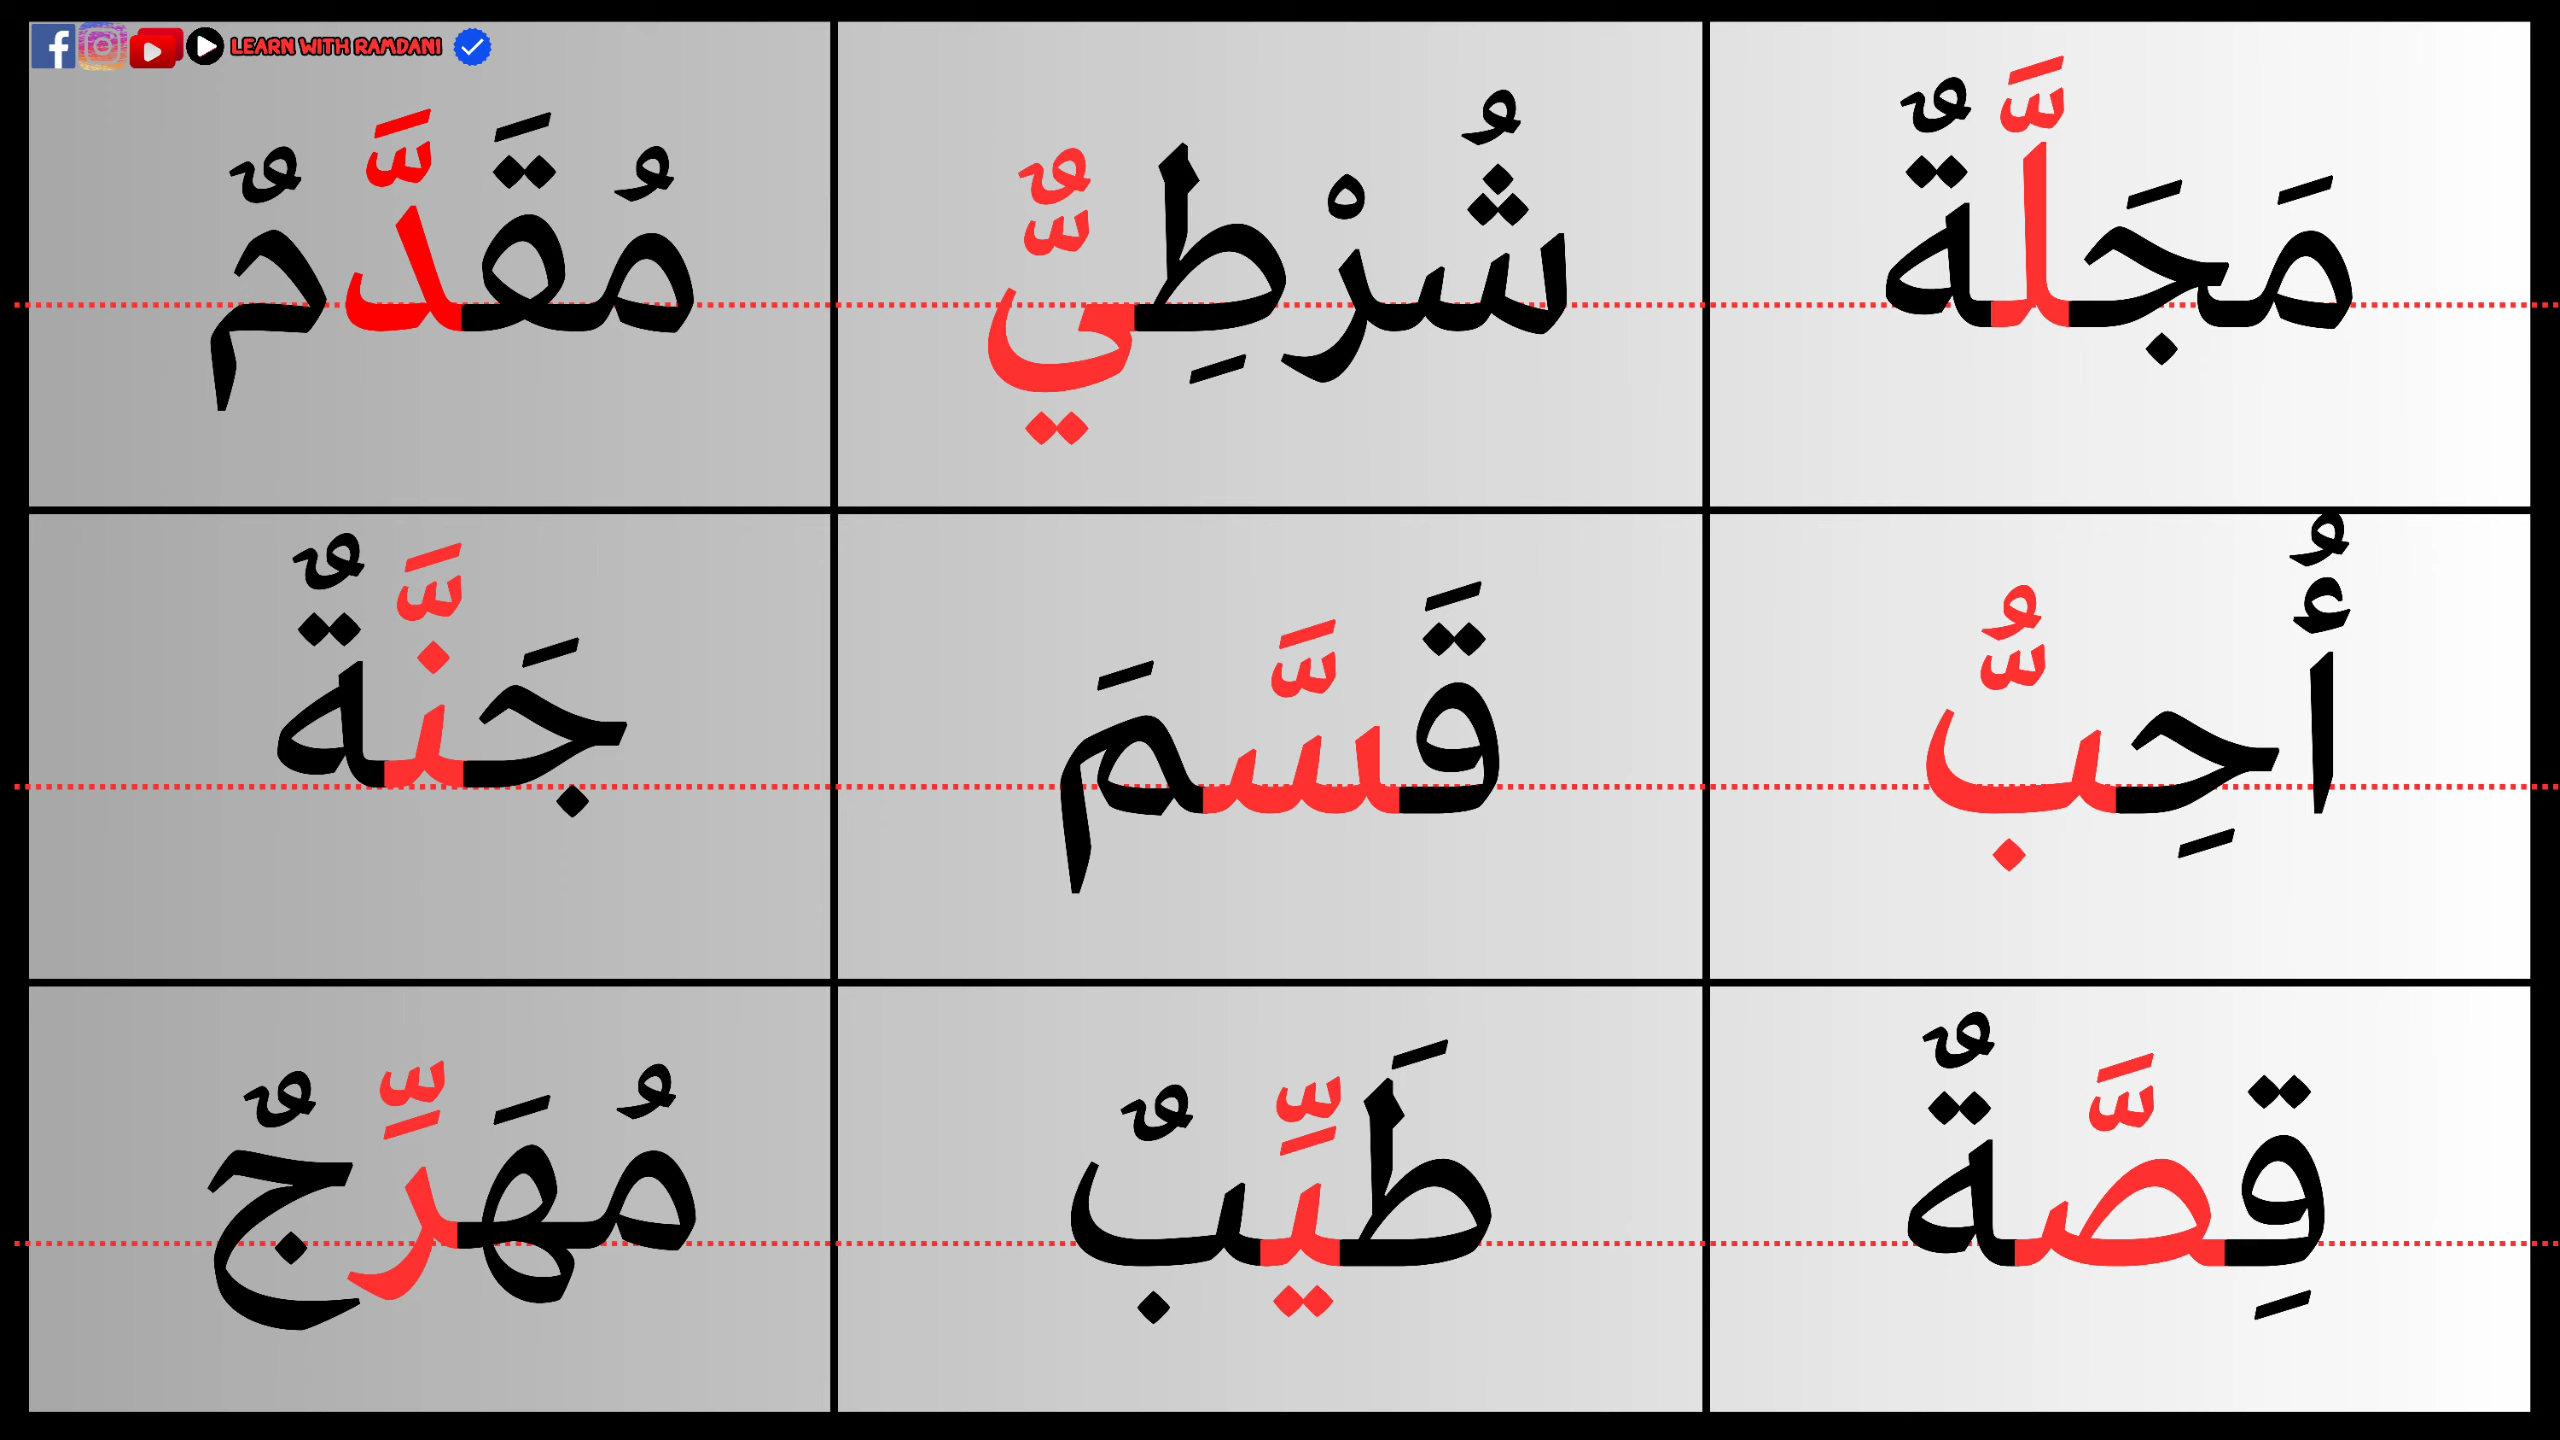 LEARN WITH RAMDANI
مَجَلَّةٌ شُرْطِيٌّ مُقَدَّمٌ
أُحِبُّ قَسَّمَ جَنَّةٌ
قِصَّةٌ طَيِّبٌ مُهَرِّجٌ